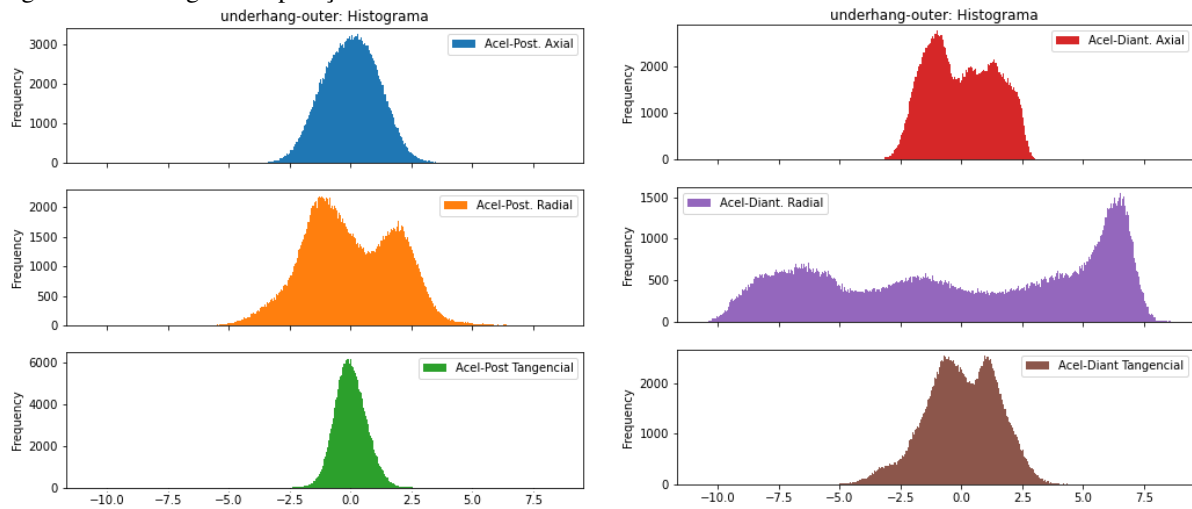 underhang-outer: Histograma
Frequency
3000
2000
1000
0
Acel-Post. Axial
Frequency
2000
1500
1000
500
0
Acel-Post. Radial
Frequency
6000
4000
2000
0
Acel-Post Tangencial
−10.0 −7.5 −5.0 −2.5 0.0 2.5 5.0 7.5
underhang-outer: Histograma
Frequency
2000
1000
0
Acel-Diant. Axial
Frequency
1500
1000
500
0
Acel-Diant. Radial
Frequency
2000
1000
0
Acel-Diant Tangencial
−10.0 −7.5 −5.0 −2.5 0.0 2.5 5.0 7.5